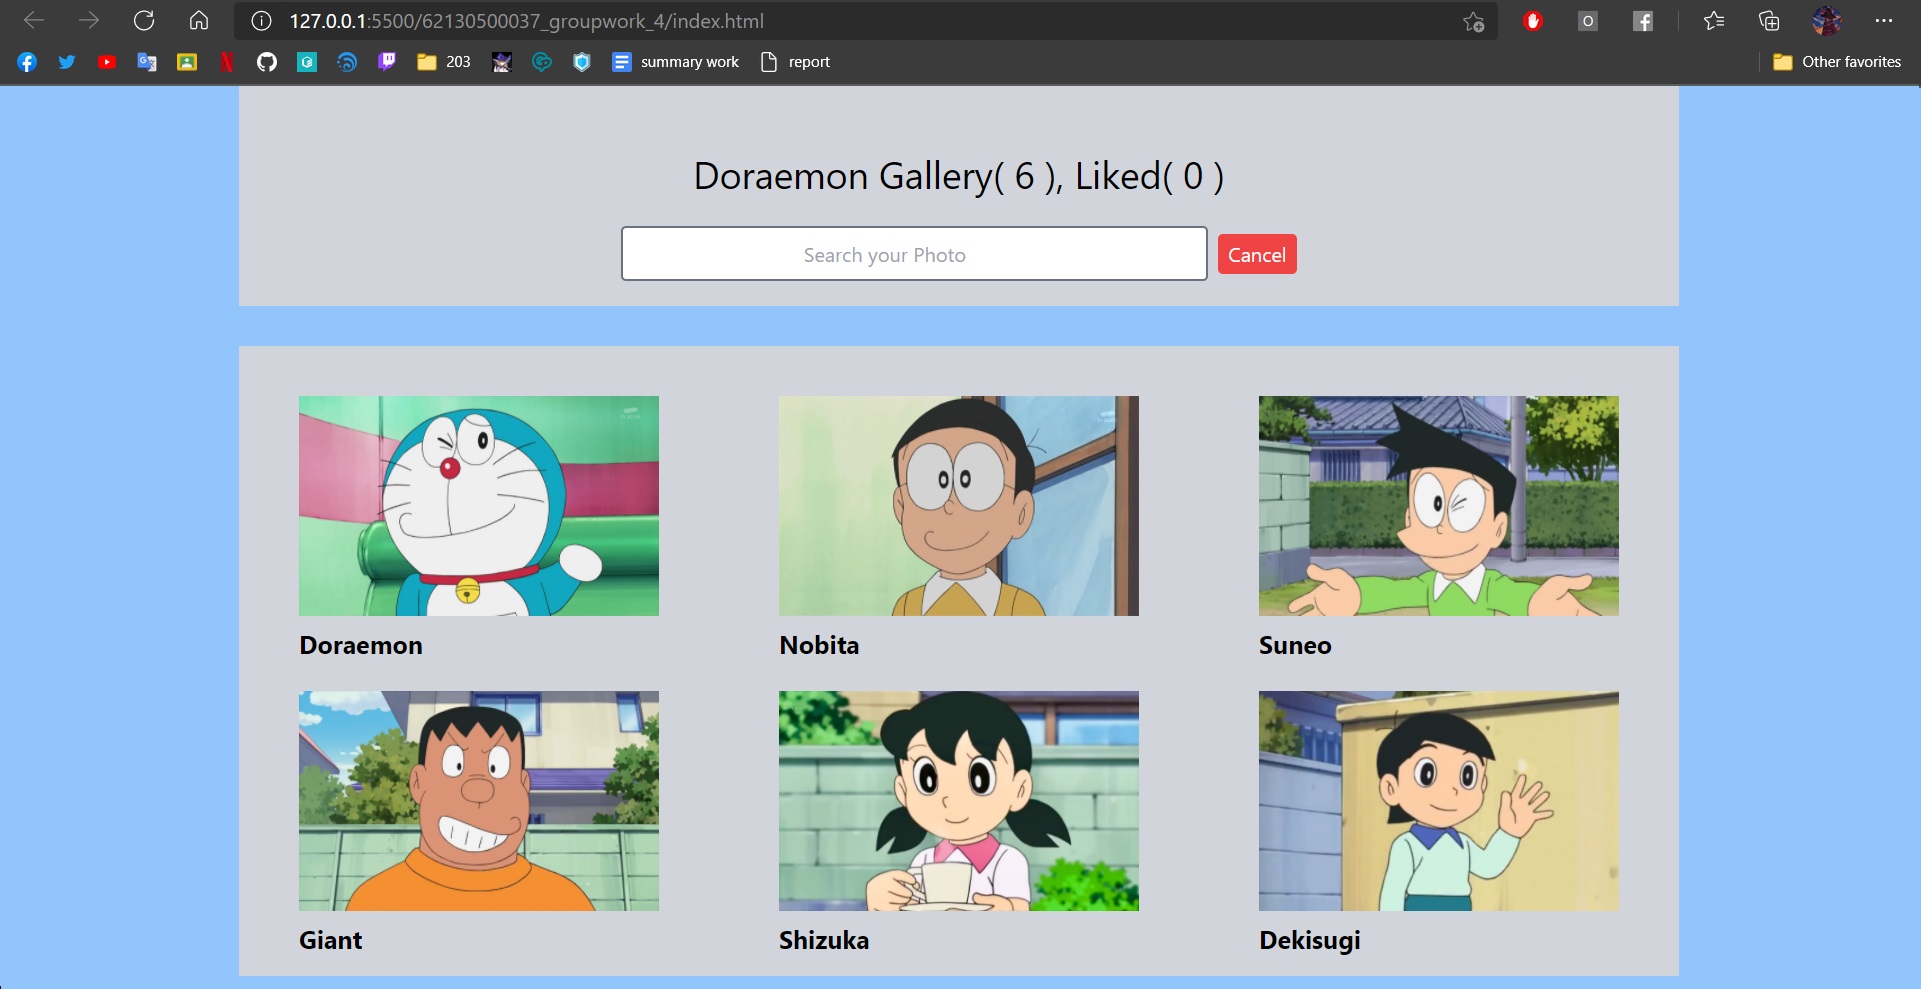 127.0.0.1:5500/62130500037_groupwork_4/index.html
203
summary work
report
Other favorites
Doraemon Gallery( 6 ), Liked( 0 )
Search your Photo
Cancel
Doraemon
Nobita
Suneo
Giant
Shizuka
Dekisugi